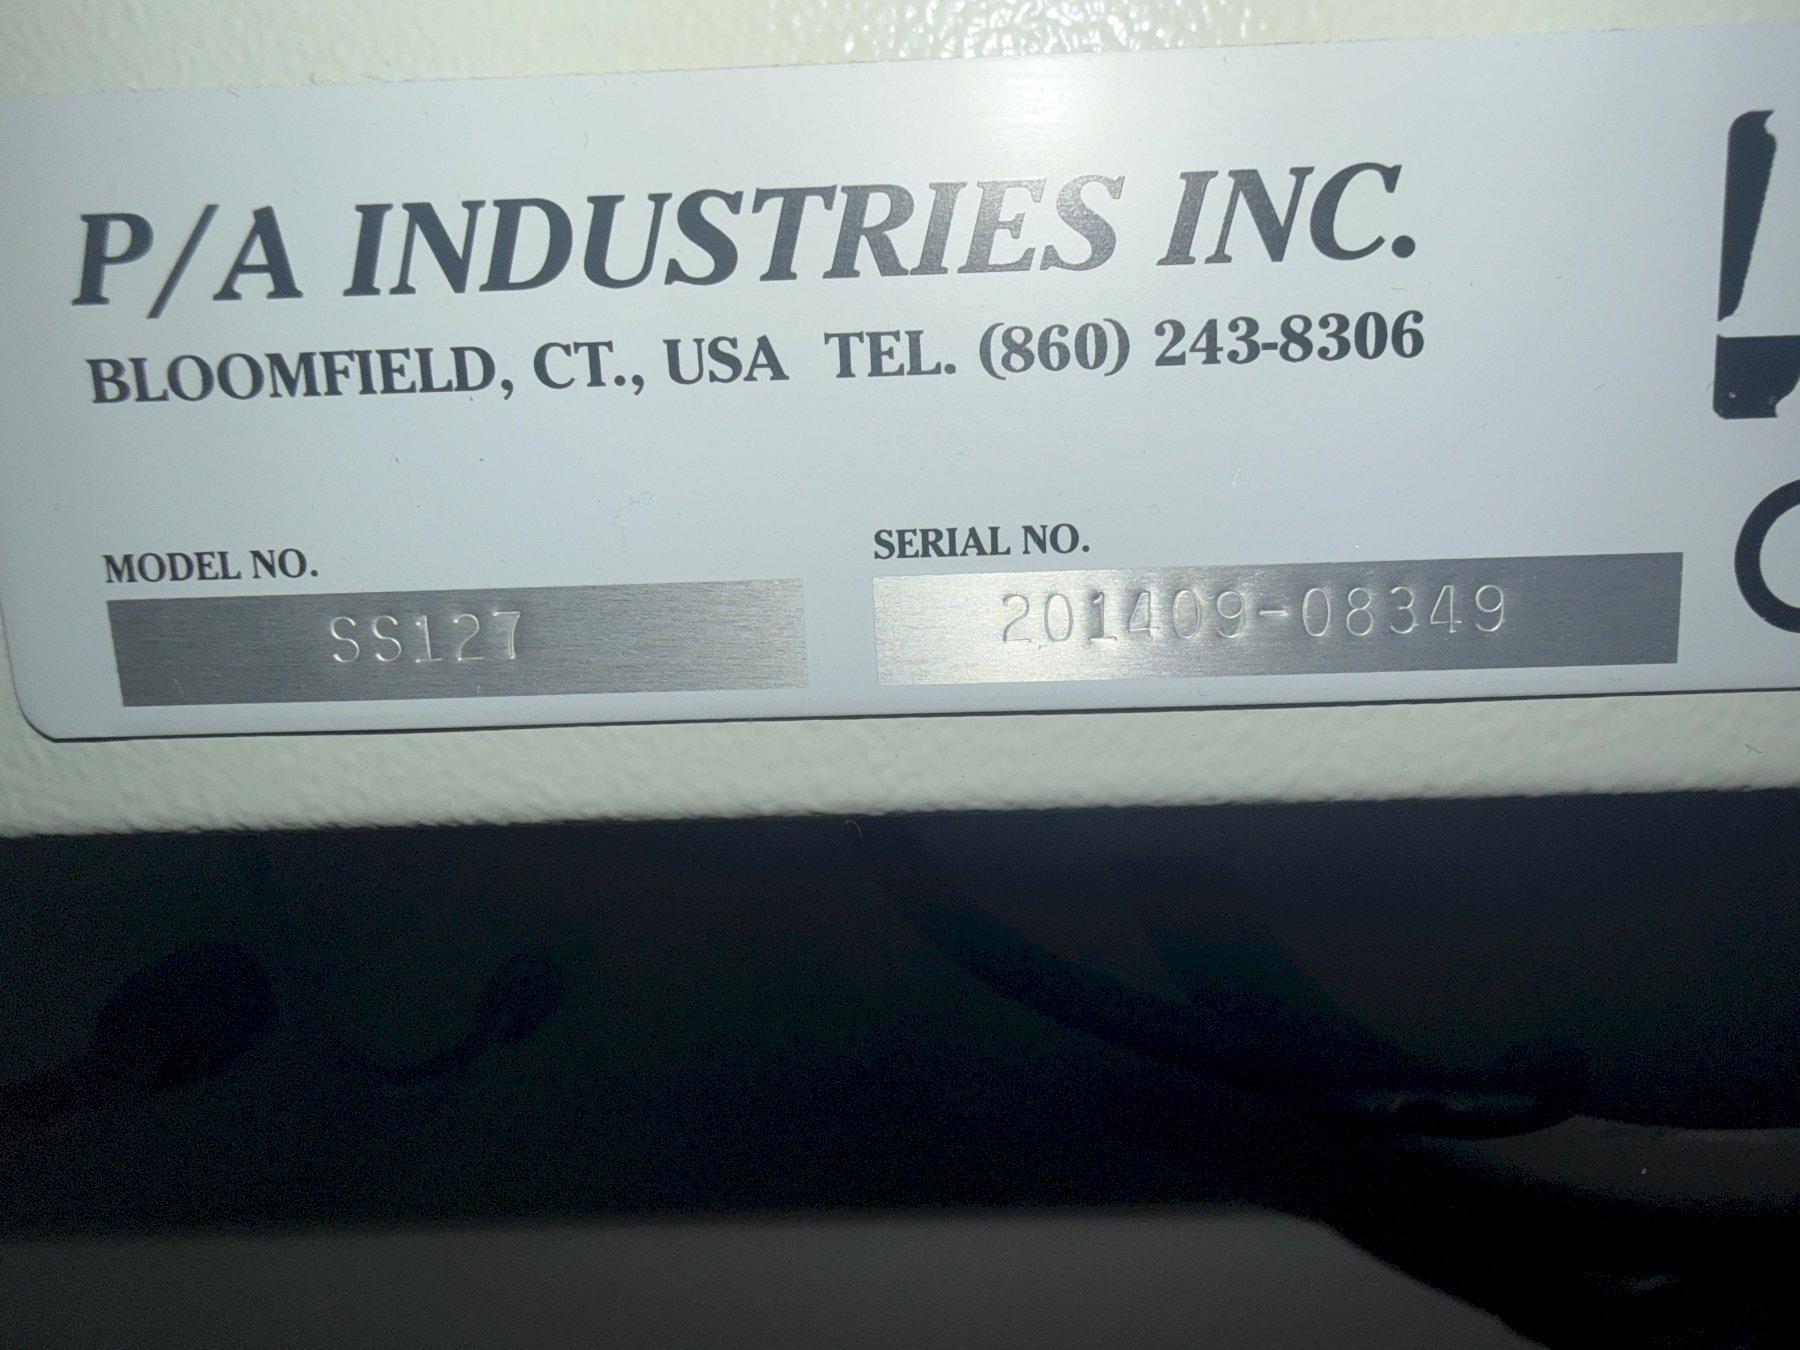 P/A INDUSTRIES INC.
BLOOMFIELD, CT., USA TEL. (860) 243-8306
MODEL NO.
SERIAL NO.
SS127
201409-08349